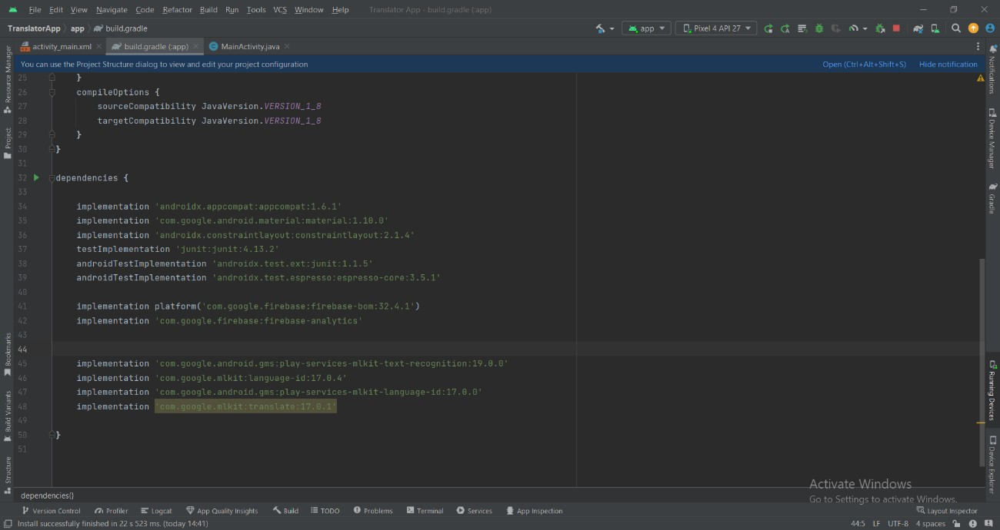 File Edit View Navigate Code Refactor Build Run Tools VCS Window Help Translator App - build.gradle (:app)
TranslatorApp app build.gradle app Pixel 4 API 27
activity_main.xml build.gradle (:app) MainActivity.java
You can use the Project Structure dialog to view and edit your project configuration Open (Ctrl+Alt+Shift+S) Hide notification
25 }
26 compileOptions {
27 sourceCompatibility JavaVersion.VERSION_1_8
28 targetCompatibility JavaVersion.VERSION_1_8
29 }
30 }
31
32 dependencies {
33
34 implementation 'androidx.appcompat:appcompat:1.6.1'
35 implementation 'com.google.android.material:material:1.10.0'
36 implementation 'androidx.constraintlayout:constraintlayout:2.1.4'
37 testImplementation 'junit:junit:4.13.2'
38 androidTestImplementation 'androidx.test.ext:junit:1.1.5'
39 androidTestImplementation 'androidx.test.espresso:espresso-core:3.5.1'
40
41 implementation platform('com.google.firebase:firebase-bom:32.4.1')
42 implementation 'com.google.firebase:firebase-analytics'
43
44
45 implementation 'com.google.android.gms:play-services-mlkit-text-recognition:19.0.0'
46 implementation 'com.google.mlkit:language-id:17.0.4'
47 implementation 'com.google.android.gms:play-services-mlkit-language-id:17.0.0'
48 implementation 'com.google.mlkit:translate:17.0.1'
49
50 }
51
Resource Manager
Project
Bookmarks
Build Variants
Structure
Notifications
Device Manager
Gradle
Running Devices
Device Explorer
Activate Windows
Go to Settings to activate Windows.
dependencies{}
Version Control Profiler Logcat App Quality Insights Build TODO Problems Terminal Services App Inspection Layout Inspector
Install successfully finished in 22 s 523 ms. (today 14:41) 44:5 LF UTF-8 4 spaces